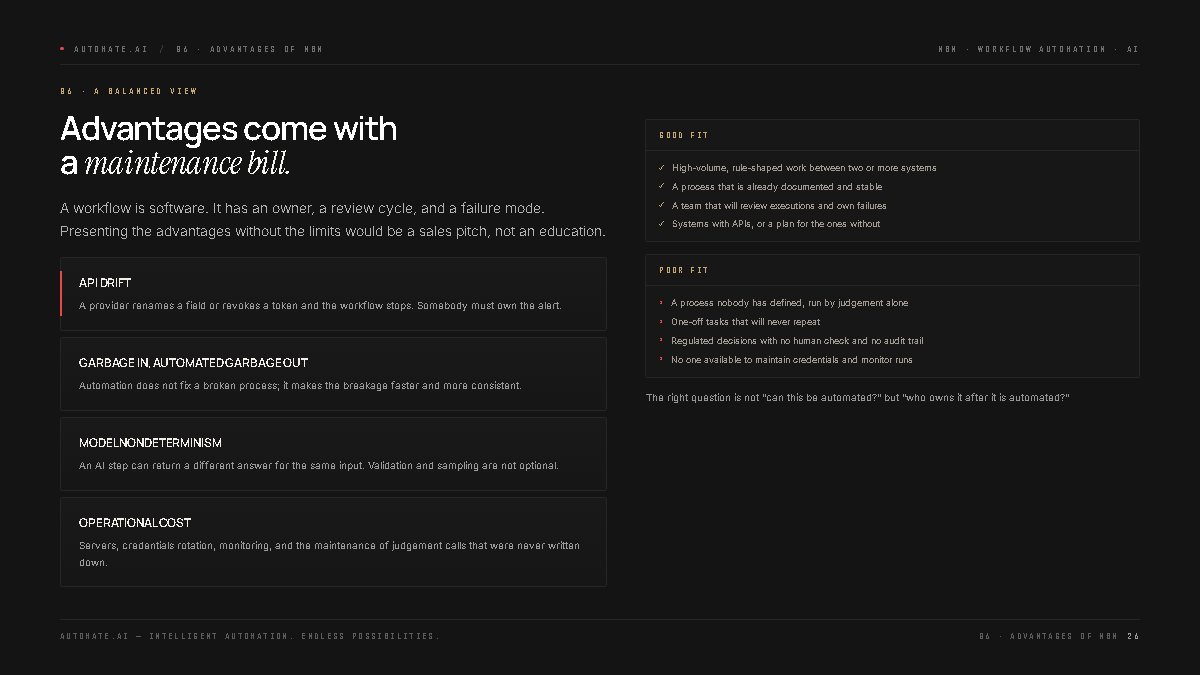 AUTOMATE.AI / 06 · ADVANTAGES OF N8N
N8N · WORKFLOW AUTOMATION · AI
06 · A BALANCED VIEW
Advantages come with
a maintenance bill.
A workflow is software. It has an owner, a review cycle, and a failure mode.
Presenting the advantages without the limits would be a sales pitch, not an education.
API DRIFT
A provider renames a field or revokes a token and the workflow stops. Somebody must own the alert.
GARBAGE IN, AUTOMATED GARBAGE OUT
Automation does not fix a broken process; it makes the breakage faster and more consistent.
MODEL NONDETERMINISM
An AI step can return a different answer for the same input. Validation and sampling are not optional.
OPERATIONAL COST
Servers, credentials rotation, monitoring, and the maintenance of judgement calls that were never written
down.
GOOD FIT
✓ High-volume, rule-shaped work between two or more systems
✓ A process that is already documented and stable
✓ A team that will review executions and own failures
✓ Systems with APIs, or a plan for the ones without
POOR FIT
× A process nobody has defined, run by judgement alone
× One-off tasks that will never repeat
× Regulated decisions with no human check and no audit trail
× No one available to maintain credentials and monitor runs
The right question is not "can this be automated?" but "who owns it after it is automated?"
AUTOMATE.AI — INTELLIGENT AUTOMATION. ENDLESS POSSIBILITIES.
06 · ADVANTAGES OF N8N 26